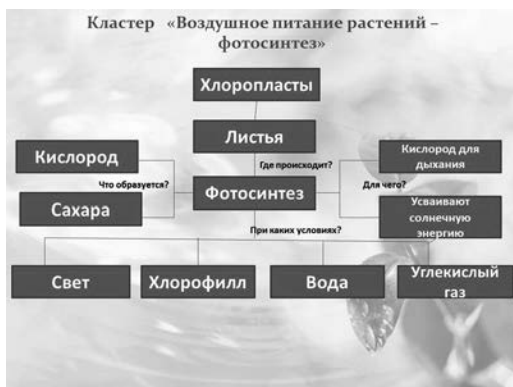 Кластер «Воздушное питание растений –
фотосинтез»
Хлоропласты
Листья
Кислород
Где происходит?
Кислород для
дыхания
Что образуется?
Фотосинтез
Для чего?
Сахара
Усваивают
солнечную
энергию
При каких условиях?
Свет
Хлорофилл
Вода
Углекислый
газ